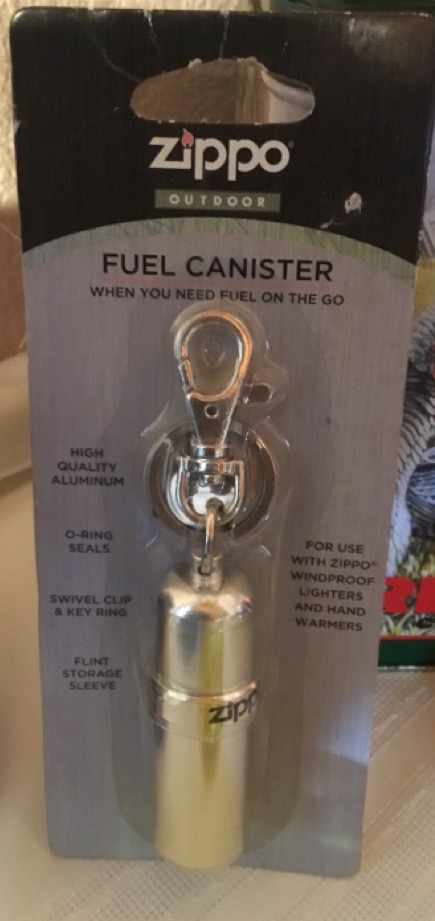 zippo®
OUTDOOR
FUEL CANISTER
WHEN YOU NEED FUEL ON THE GO
HIGH
QUALITY
ALUMINUM
O-RING
SEALS
SWIVEL CLIP
& KEY RING
FLINT
STORAGE
SLEEVE
FOR USE
WITH ZIPPO®
WINDPROOF
LIGHTERS
AND HAND
WARMERS
zippo